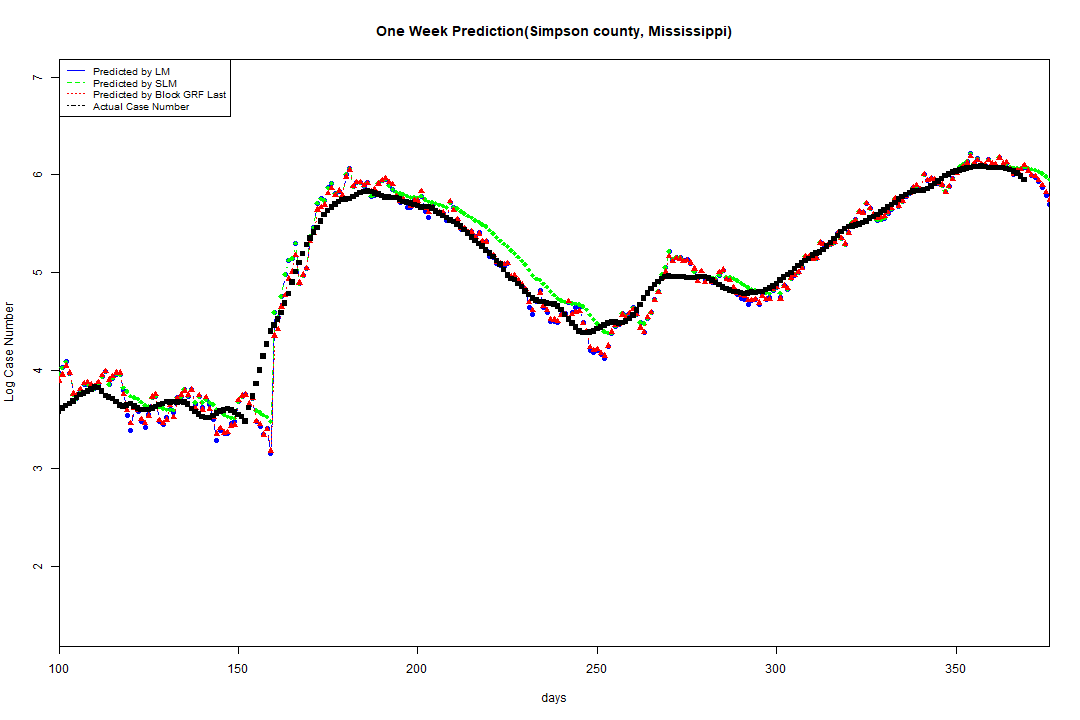 One Week Prediction(Simpson county, Mississippi)
Predicted by LM
Predicted by SLM
Predicted by Block GRF Last
Actual Case Number
7
6
5
4
3
2
Log Case Number
100
150
200
250
300
350
days